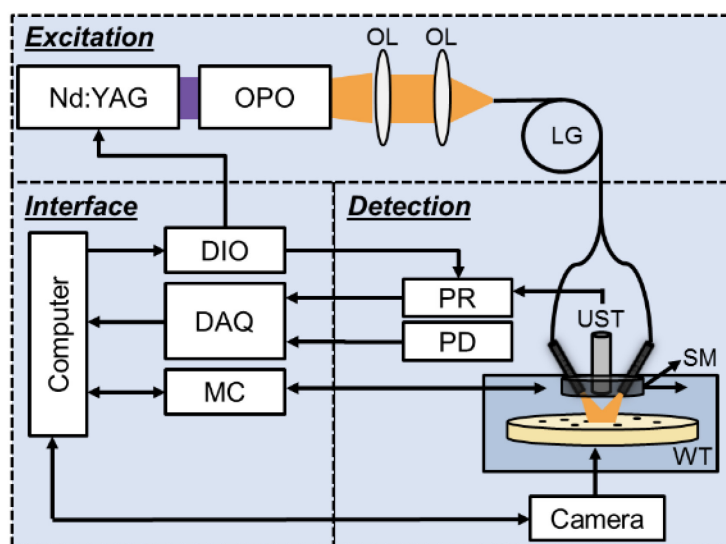 Excitation
OL OL
Nd:YAG
OPO
LG
Interface
Detection
Computer
DIO
DAQ
MC
PR
PD
UST
SM
WT
Camera